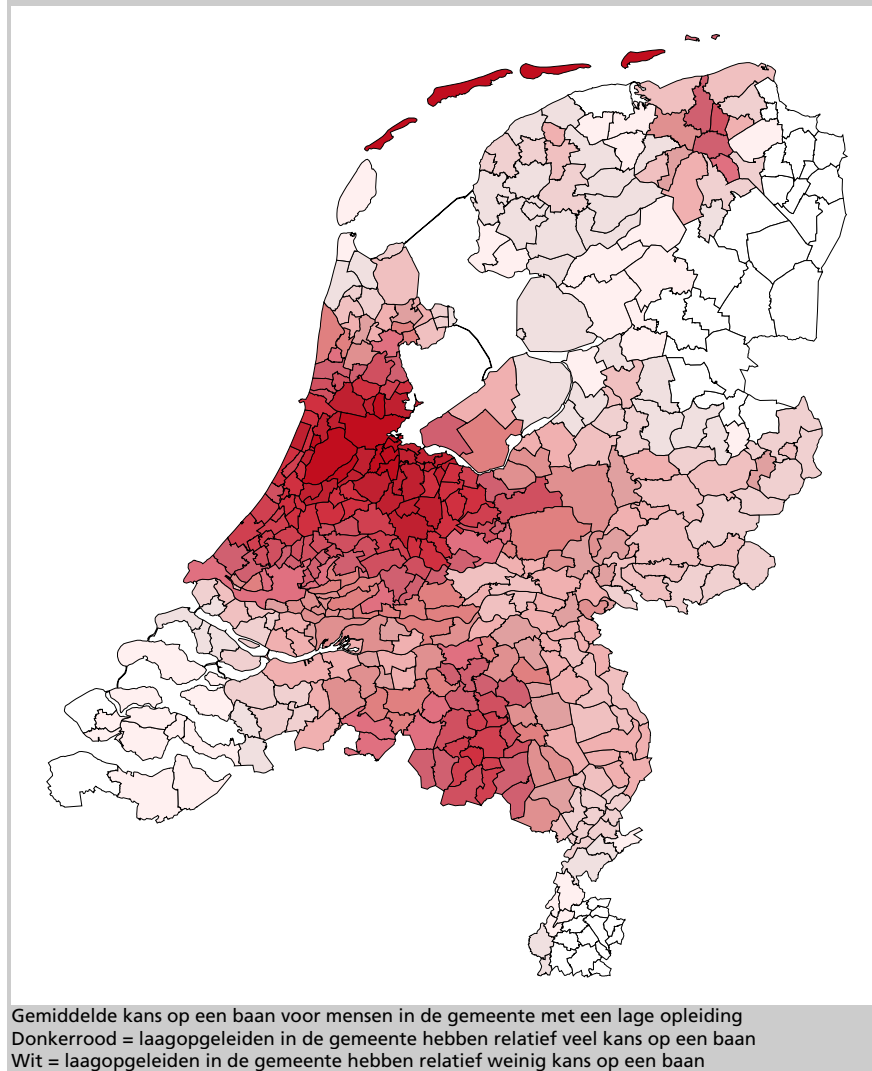 Gemiddelde kans op een baan voor mensen in de gemeente met een lage opleiding
Donkerrood = laagopgeleiden in de gemeente hebben relatief veel kans op een baan
Wit = laagopgeleiden in de gemeente hebben relatief weinig kans op een baan